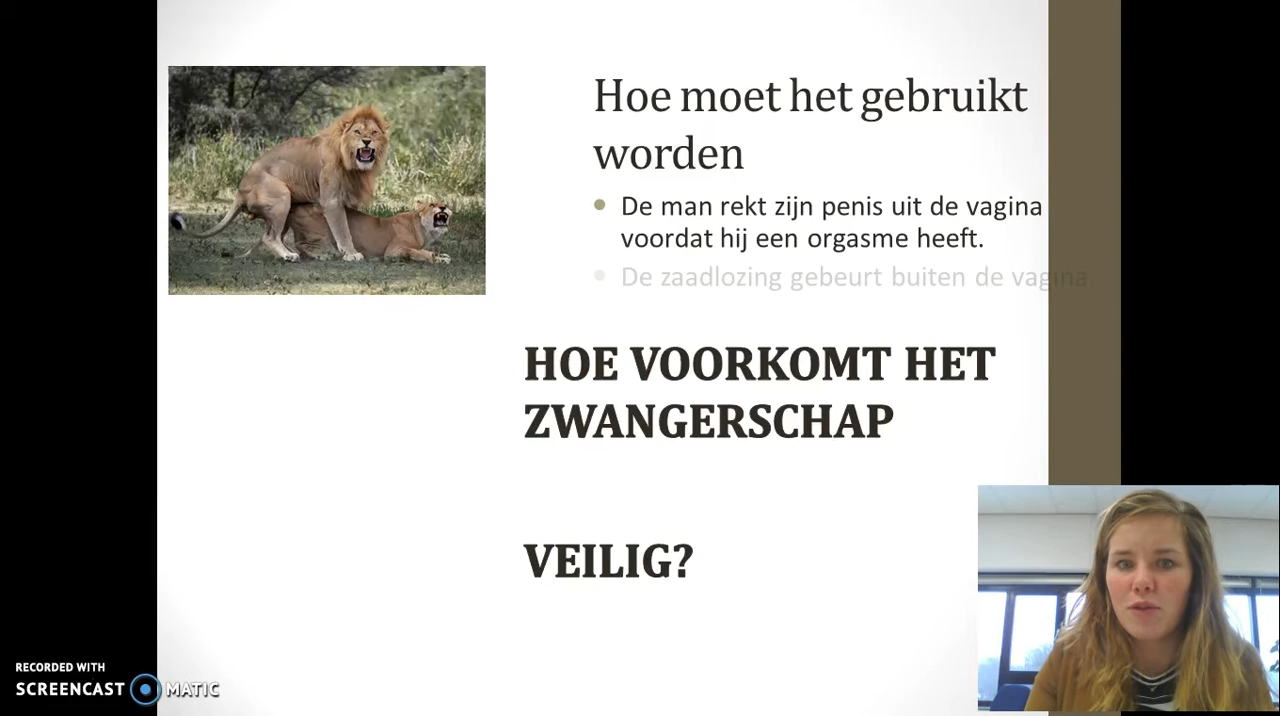 Hoe moet het gebruikt
worden
De man rekt zijn penis uit de vagina
voordat hij een orgasme heeft.
De zaadlozing gebeurt buiten de vagina
HOE VOORKOMT HET
ZWANGERSCHAP
VEILIG?
RECORDED WITH
SCREENCAST MATIC